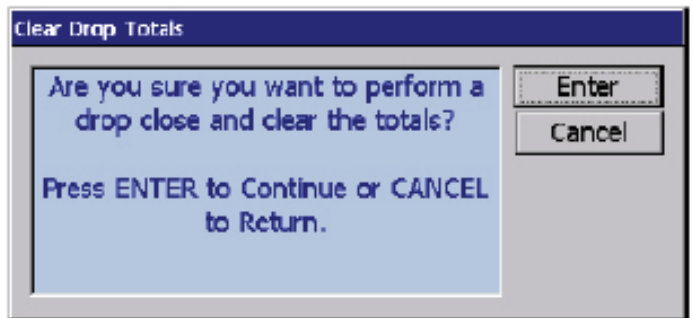 Clear Drop Totals
Are you sure you want to perform a
drop close and clear the totals?
Press ENTER to Continue or CANCEL
to Return.
Enter
Cancel